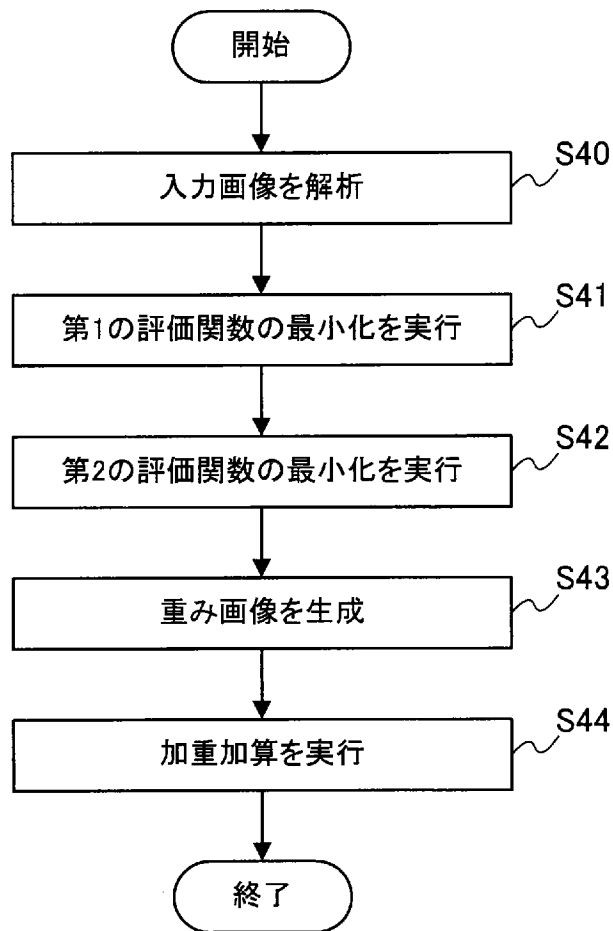 開始
入力画像を解析
S40
第1の評価関数の最小化を実行
S41
第2の評価関数の最小化を実行
S42
重み画像を生成
S43
加重加算を実行
S44
終了